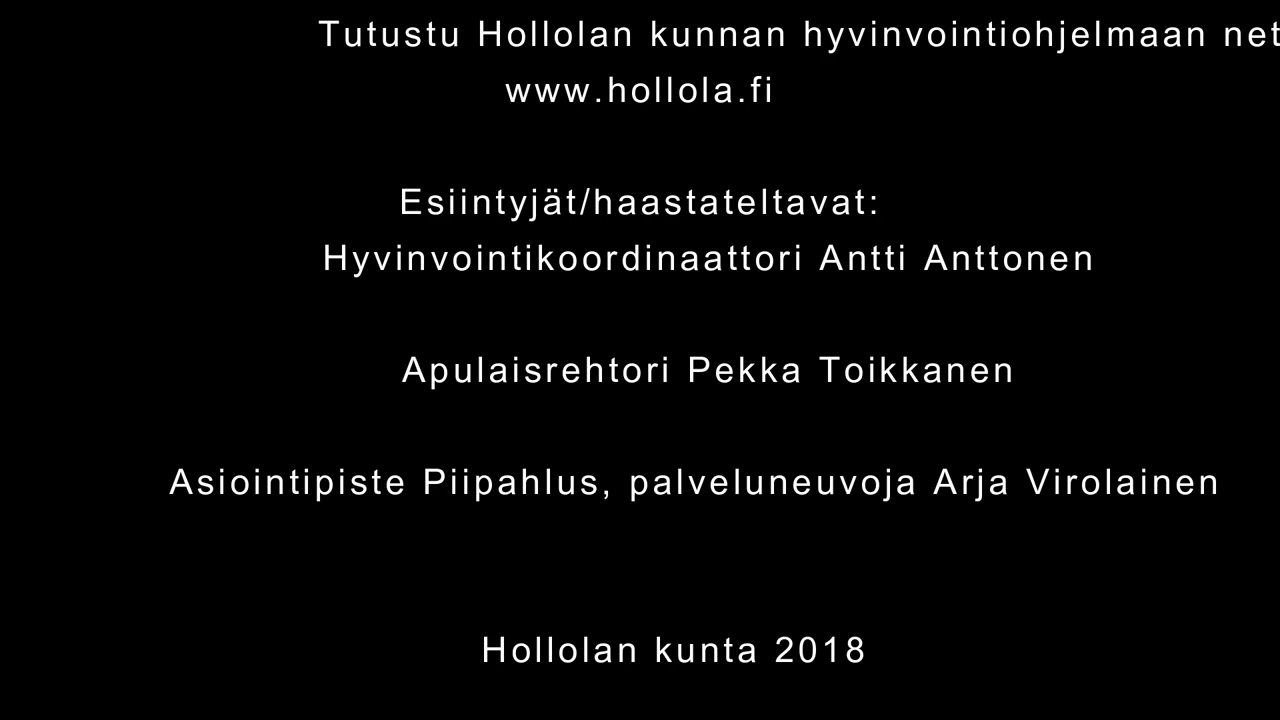 Tutustu Hollolan kunnan hyvinvointiohjelmaan net
www.hollola.fi
Esiintyjät/haastateltavat:
Hyvinvointikoordinaattori Antti Anttonen
Apulaisrehtori Pekka Toikkanen
Asiointipiste Piipahlus, palveluneuvoja Arja Virolainen
Hollolan kunta 2018